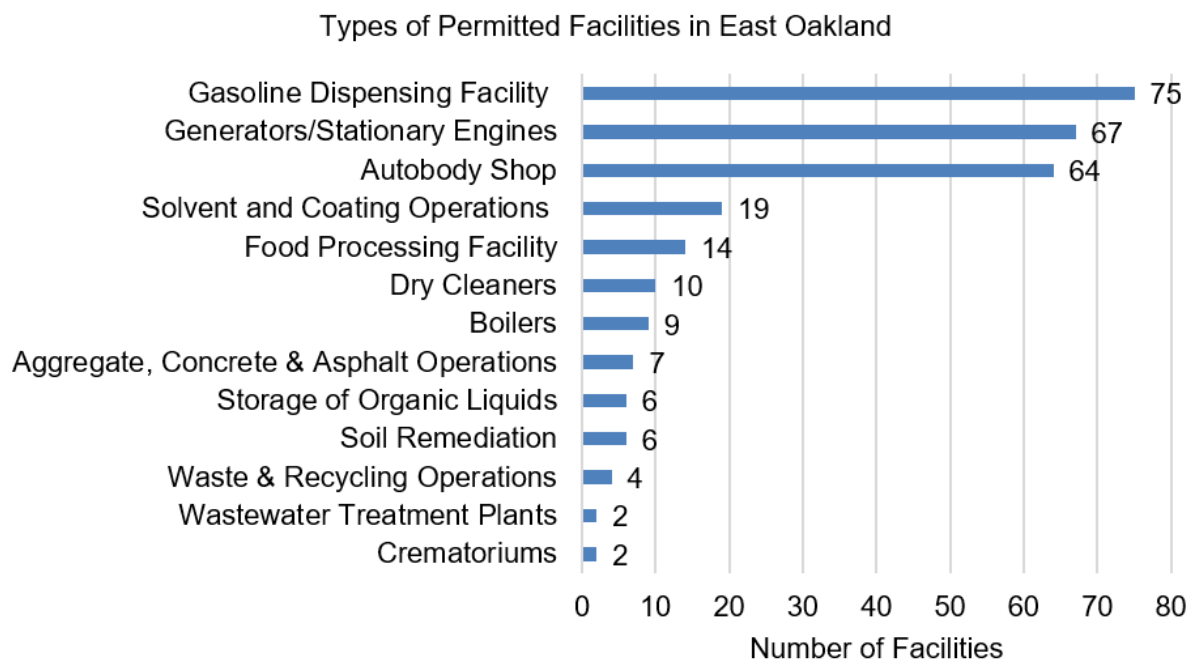 Types of Permitted Facilities in East Oakland
Gasoline Dispensing Facility 75
Generators/Stationary Engines 67
Autobody Shop 64
Solvent and Coating Operations 19
Food Processing Facility 14
Dry Cleaners 10
Boilers 9
Aggregate, Concrete & Asphalt Operations 7
Storage of Organic Liquids 6
Soil Remediation 6
Waste & Recycling Operations 4
Wastewater Treatment Plants 2
Crematoriums 2
0 10 20 30 40 50 60 70 80
Number of Facilities